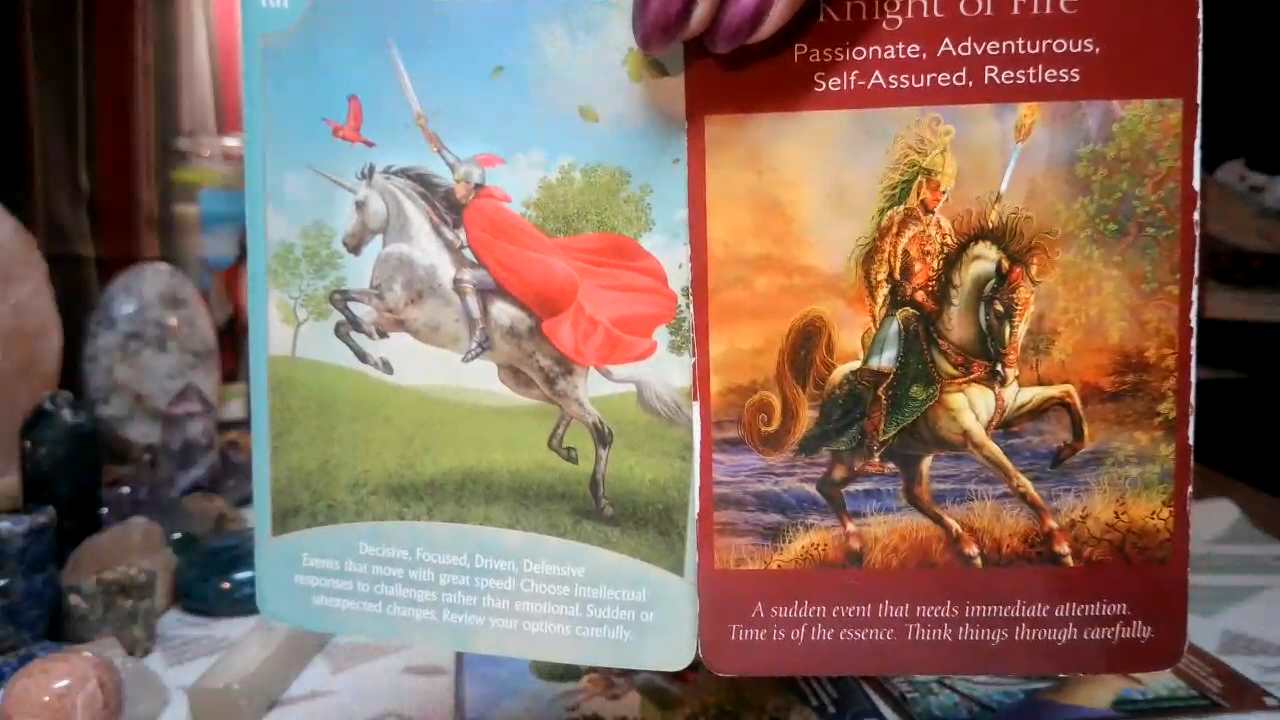 Decisive, Focused, Driven, Defensive
Events that move with great speed! Choose intellectual
responses to challenges rather than emotional. Sudden or
unexpected changes. Review your options carefully.
Knight of Fire
Passionate, Adventurous,
Self-Assured, Restless
A sudden event that needs immediate attention.
Time is of the essence. Think things through carefully.